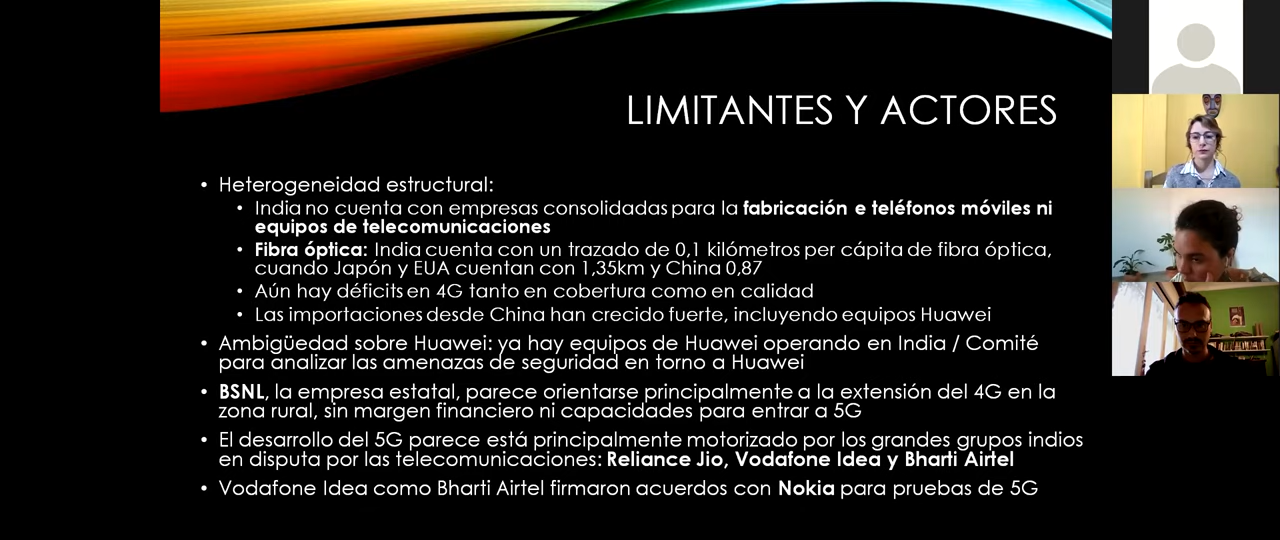 LIMITANTES Y ACTORES
• Heterogeneidad estructural:
• India no cuenta con empresas consolidadas para la fabricación e teléfonos móviles ni
equipos de telecomunicaciones
• Fibra óptica: India cuenta con un trazado de 0,1 kilómetros per cápita de fibra óptica,
cuando Japón y EUA cuentan con 1,35km y China 0,87
• Aún hay déficits en 4G tanto en cobertura como en calidad
• Las importaciones desde China han crecido fuerte, incluyendo equipos Huawei
• Ambigüedad sobre Huawei: ya hay equipos de Huawei operando en India / Comité
para analizar las amenazas de seguridad en torno a Huawei
• BSNL, la empresa estatal, parece orientarse principalmente a la extensión del 4G en la
zona rural, sin margen financiero ni capacidades para entrar a 5G
• El desarrollo del 5G parece está principalmente motorizado por los grandes grupos indios
en disputa por las telecomunicaciones: Reliance Jio, Vodafone Idea y Bharti Airtel
• Vodafone Idea como Bharti Airtel firmaron acuerdos con Nokia para pruebas de 5G